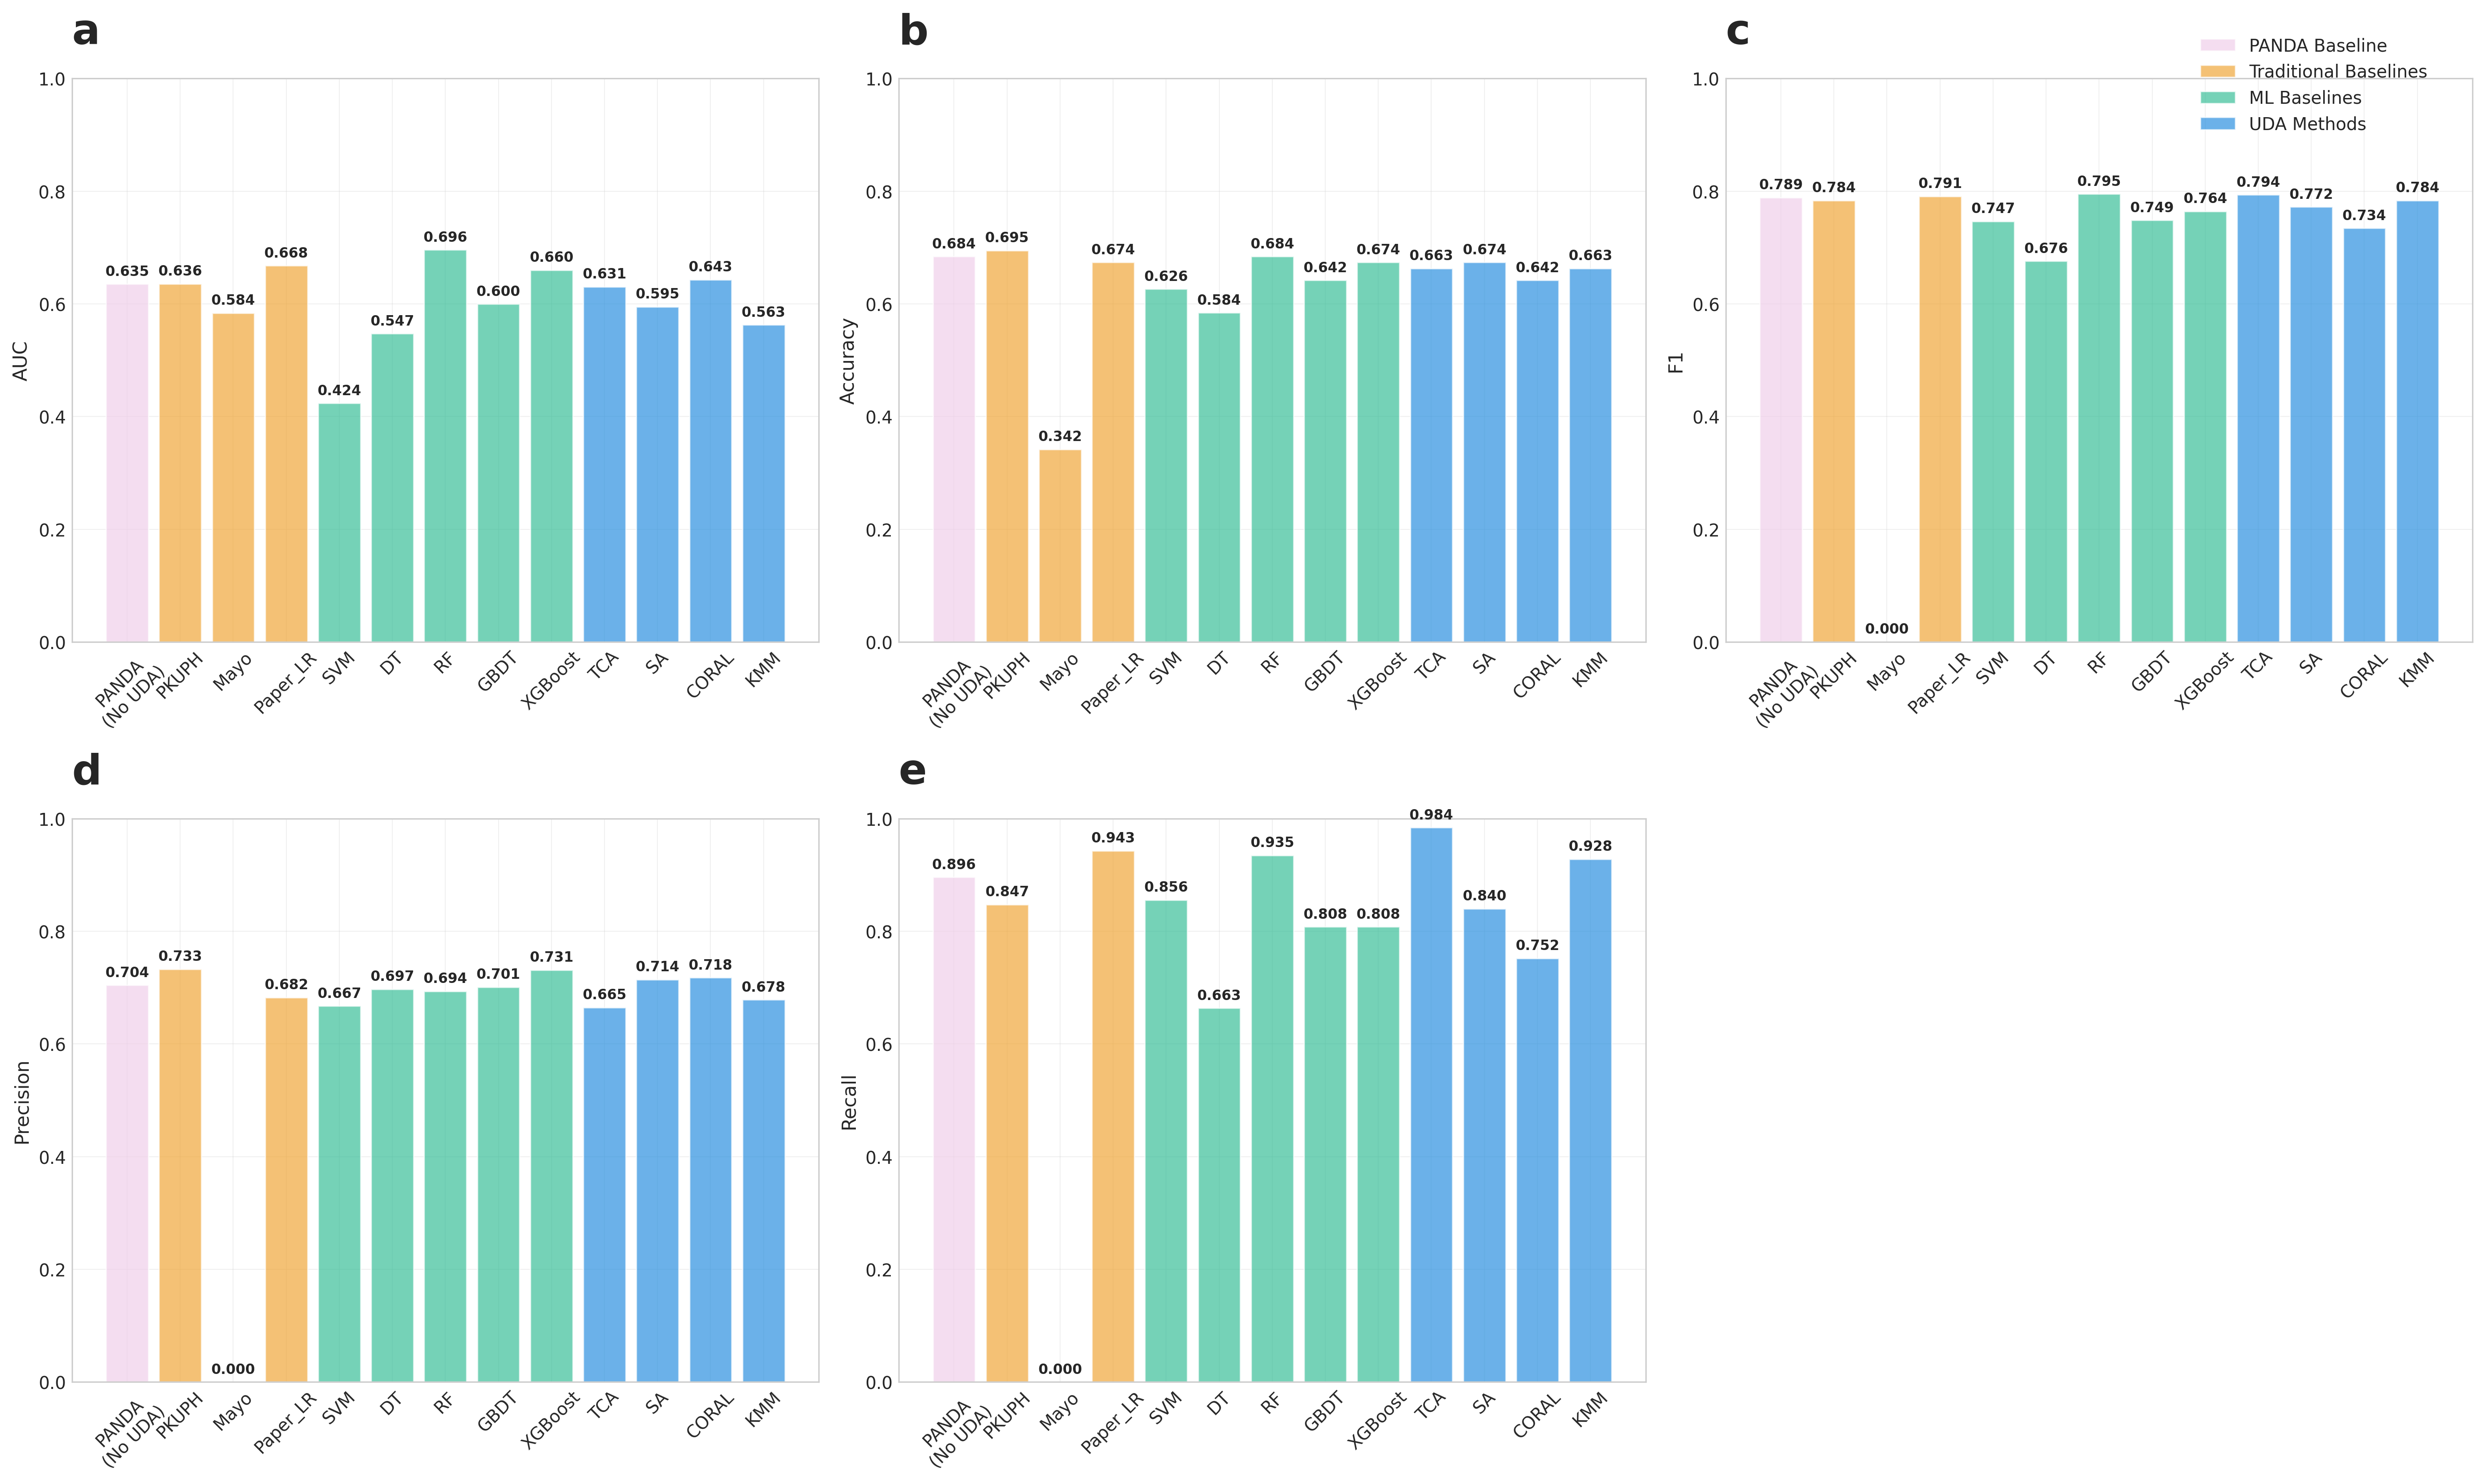 a
1.0
0.8
0.6
0.4
0.2
0.0
AUC
0.635
0.636
0.584
0.668
0.424
0.547
0.696
0.600
0.660
0.631
0.595
0.643
0.563
PANDA
(No UDA)
PKUPH
Mayo
Paper_LR
SVM
DT
RF
GBDT
XGBoost
TCA
SA
CORAL
KMM
b
1.0
0.8
0.6
0.4
0.2
0.0
Accuracy
0.684
0.695
0.342
0.674
0.626
0.584
0.684
0.642
0.674
0.663
0.674
0.642
0.663
PANDA
(No UDA)
PKUPH
Mayo
Paper_LR
SVM
DT
RF
GBDT
XGBoost
TCA
SA
CORAL
KMM
c
PANDA Baseline
Traditional Baselines
ML Baselines
UDA Methods
1.0
0.8
0.6
0.4
0.2
0.0
F1
0.789
0.784
0.000
0.791
0.747
0.676
0.795
0.749
0.764
0.794
0.772
0.734
0.784
PANDA
(No UDA)
PKUPH
Mayo
Paper_LR
SVM
DT
RF
GBDT
XGBoost
TCA
SA
CORAL
KMM
d
1.0
0.8
0.6
0.4
0.2
0.0
Precision
0.704
0.733
0.000
0.682
0.667
0.697
0.694
0.701
0.731
0.665
0.714
0.718
0.678
PANDA
(No UDA)
PKUPH
Mayo
Paper_LR
SVM
DT
RF
GBDT
XGBoost
TCA
SA
CORAL
KMM
e
1.0
0.8
0.6
0.4
0.2
0.0
Recall
0.896
0.847
0.000
0.943
0.856
0.663
0.935
0.808
0.808
0.984
0.840
0.752
0.928
PANDA
(No UDA)
PKUPH
Mayo
Paper_LR
SVM
DT
RF
GBDT
XGBoost
TCA
SA
CORAL
KMM